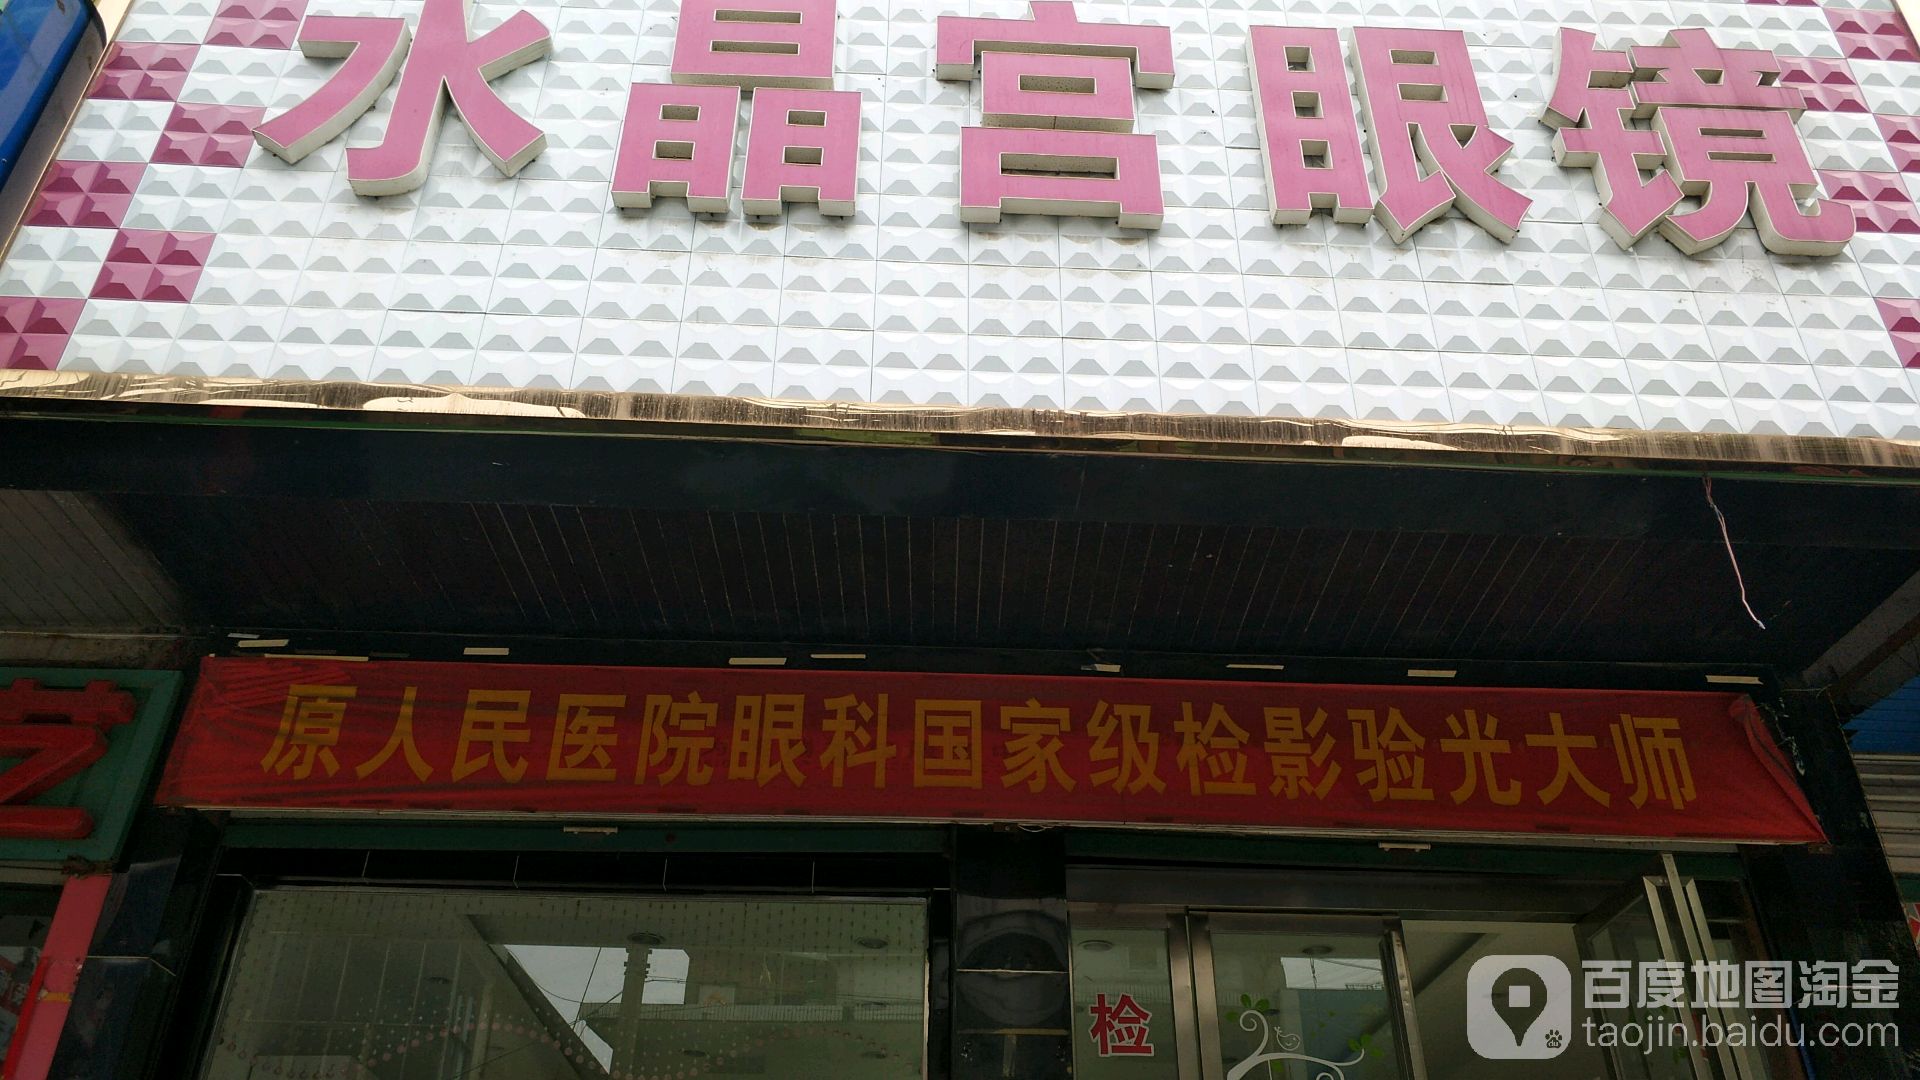 水晶宫眼镜
原人民医院眼科国家级检影验光大师
艺
检
百度地图淘金
taojin.baidu.com